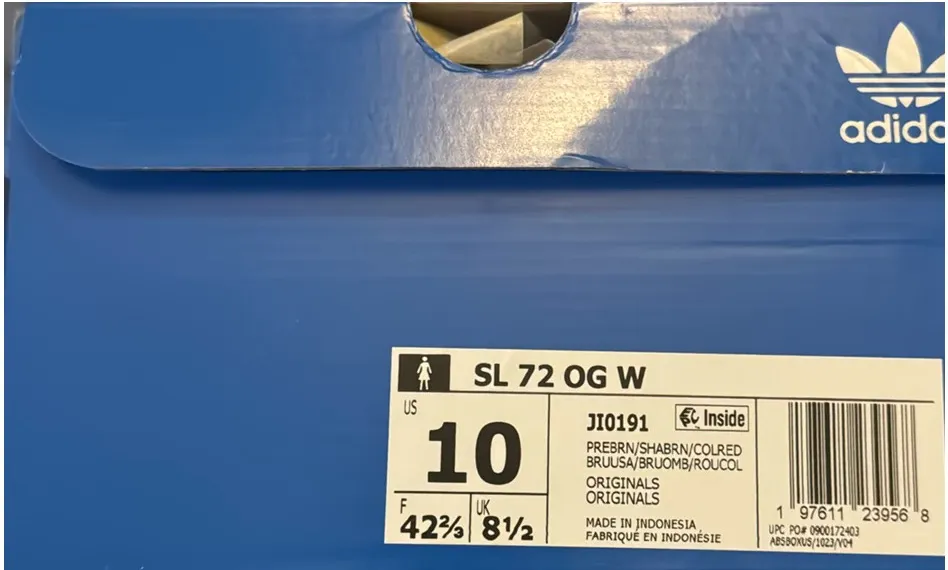 adida
SL 72 OG W
US
10
F
42⅔
UK
8½
JI0191
Inside
PREBRN/SHABRN/COLRED
BRUUSA/BRUOMB/ROUCOL
ORIGINALS
ORIGINALS
MADE IN INDONESIA
FABRIQUÉ EN INDONÉSIE
1 97611 23956 8
UPC PO# 0900172403
ABSBOXUS/1023/V04